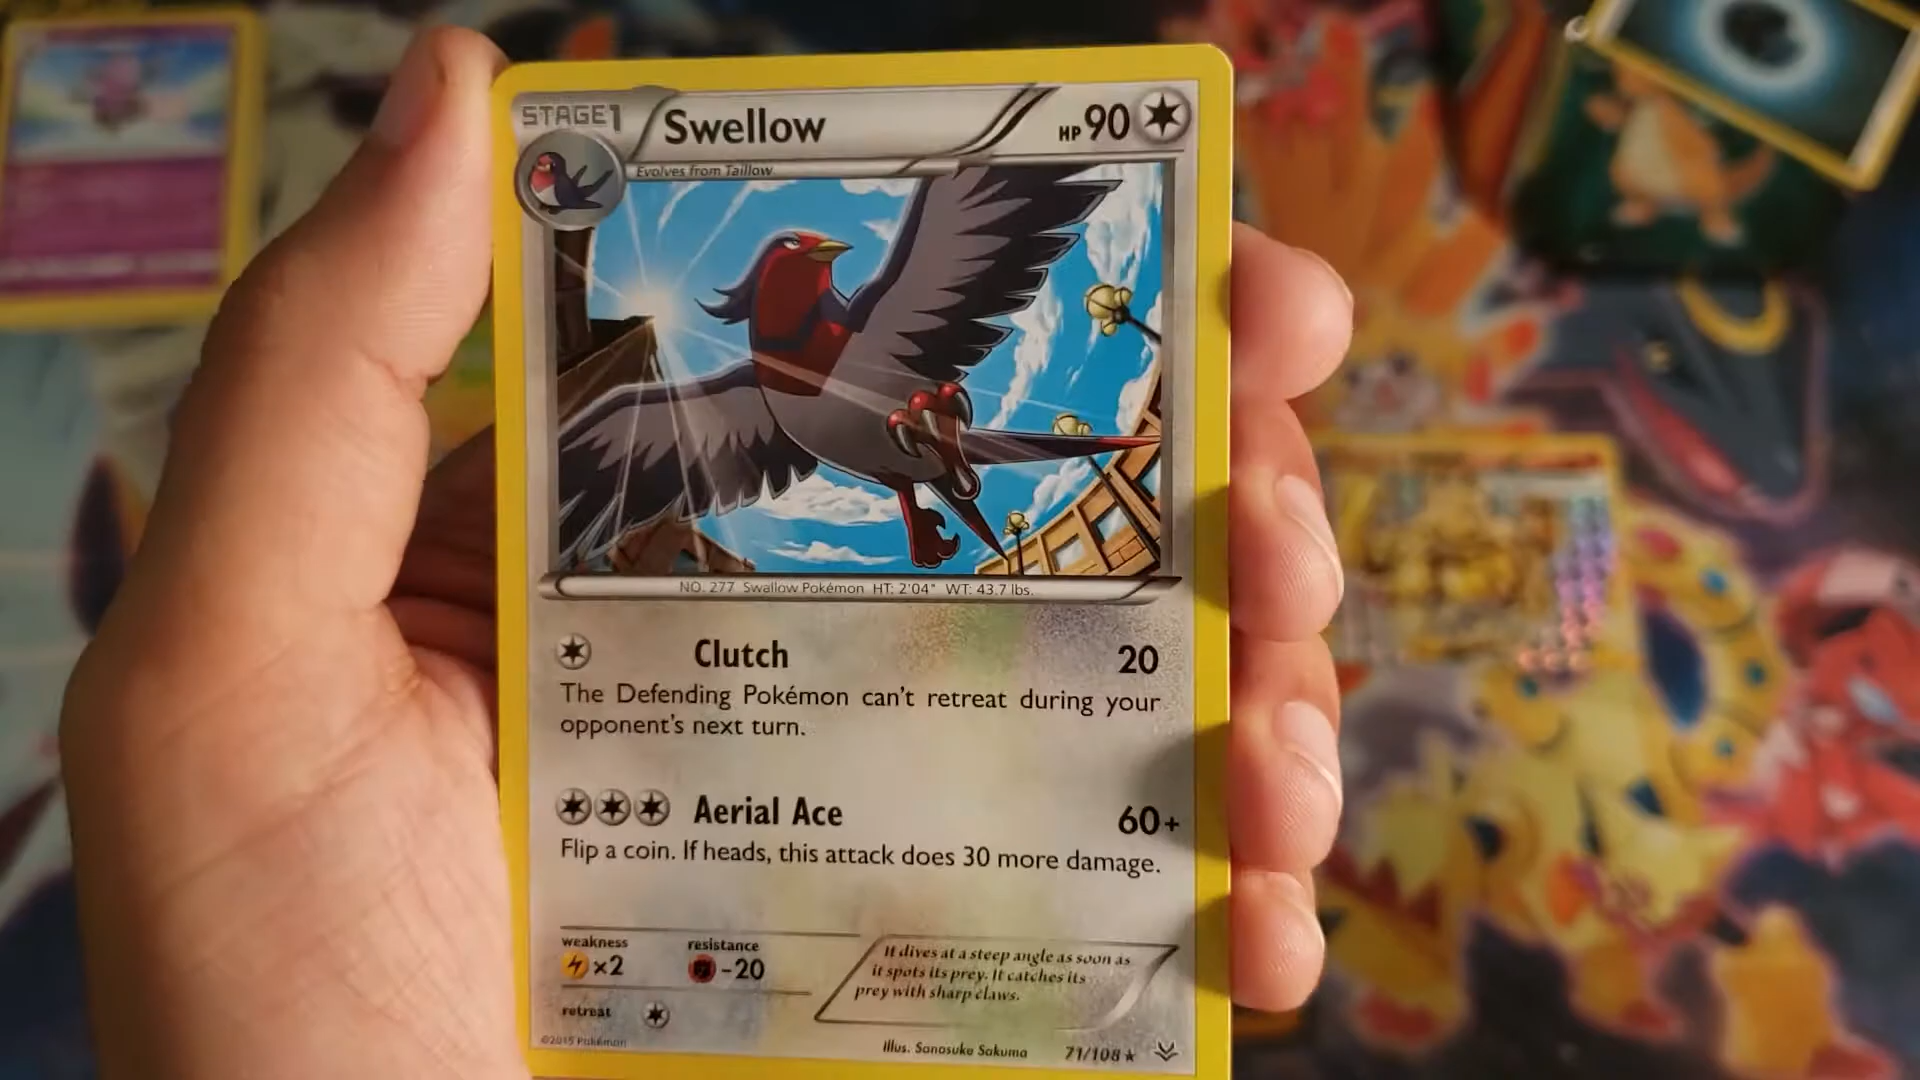 STAGE1
Swellow
HP 90
Evolves from Taillow
NO. 277 Swallow Pokémon HT: 2'04" WT: 43.7 lbs.
Clutch 20
The Defending Pokémon can't retreat during your
opponent's next turn.
Aerial Ace 60+
Flip a coin. If heads, this attack does 30 more damage.
weakness
×2
resistance
-20
retreat
It dives at a steep angle as soon as
it spots its prey. It catches its
prey with sharp claws.
©2015 Pokémon
Illus. Sanosuke Sakuma
71/108 ★